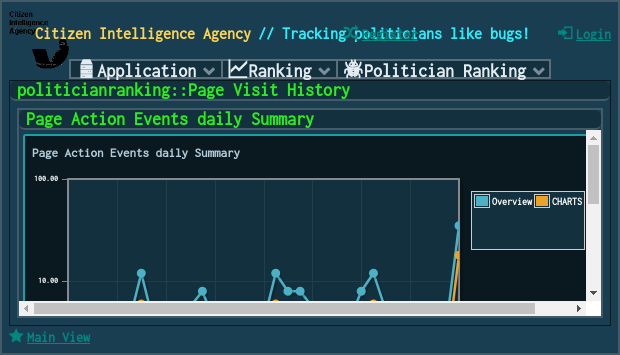 Citizen
Intelligence
Agency
Citizen Intelligence Agency // Tracking politicians like bugs!
Login
Application
Ranking
Politician Ranking
politicianranking::Page Visit History
Page Action Events daily Summary
Page Action Events daily Summary
100.00
10.00
Overview
CHARTS
Main View